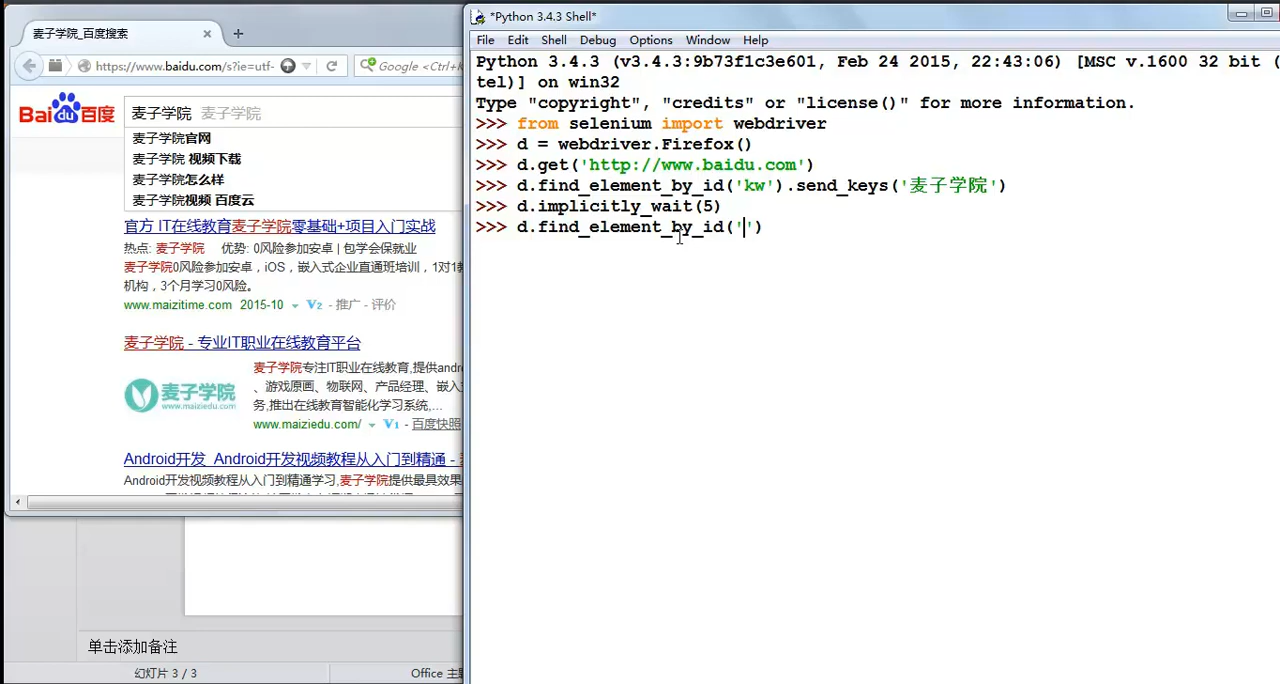 麦子学院_百度搜索
https://www.baidu.com/s?ie=utf-
Google <Ctrl+K
Bai du 百度
麦子学院 麦子学院
麦子学院官网
麦子学院 视频下载
麦子学院怎么样
麦子学院视频 百度云
官方 IT在线教育麦子学院零基础+项目入门实战
热点: 麦子学院 优势: 0风险参加安卓 | 包学会保就业
麦子学院0风险参加安卓，iOS，嵌入式企业直通班培训，1对1教
机构，3个月学习0风险。
www.maizitime.com 2015-10 V2 - 推广 - 评价
麦子学院 - 专业IT职业在线教育平台
麦子学院专注IT职业在线教育,提供andr
、游戏原画、物联网、产品经理、嵌入
务,推出在线教育智能化学习系统,...
麦子学院
www.maiziedu.com
www.maiziedu.com/ V1 - 百度快照
Android开发_Android开发视频教程从入门到精通 -
Android开发视频教程从入门到精通学习,麦子学院提供最具效果
单击添加备注
幻灯片 3 / 3
Office 主
*Python 3.4.3 Shell*
File Edit Shell Debug Options Window Help
Python 3.4.3 (v3.4.3:9b73f1c3e601, Feb 24 2015, 22:43:06) [MSC v.1600 32 bit (
tel)] on win32
Type "copyright", "credits" or "license()" for more information.
>>> from selenium import webdriver
>>> d = webdriver.Firefox()
>>> d.get('http://www.baidu.com')
>>> d.find_element_by_id('kw').send_keys('麦子学院')
>>> d.implicitly_wait(5)
>>> d.find_element_by_id('')